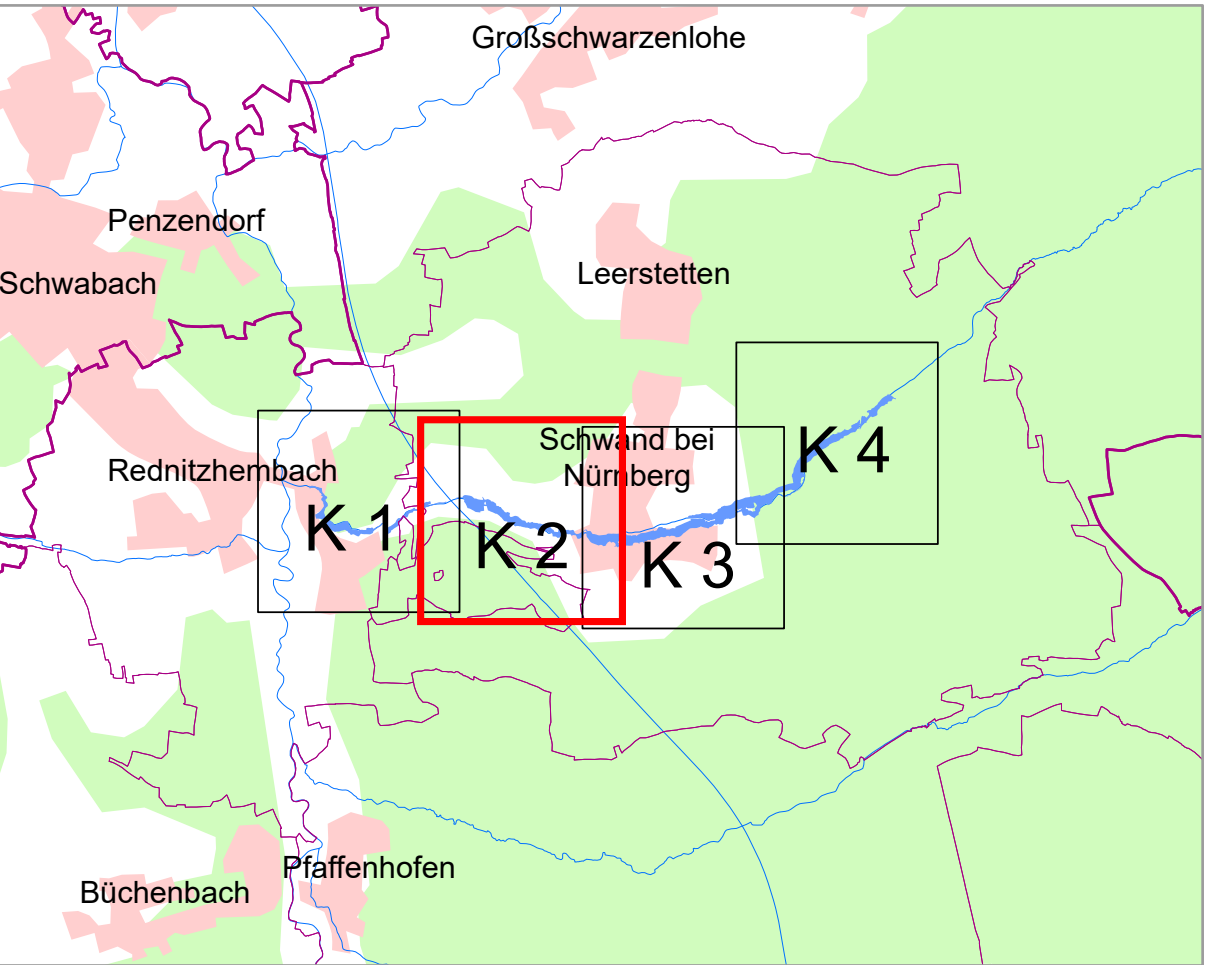 Großschwarzenlohe
Penzendorf
Schwabach
Leerstetten
Schwand bei
Nürnberg
Rednitzhembach
K 4
K 1
K 2
K 3
Pfaffenhofen
Büchenbach